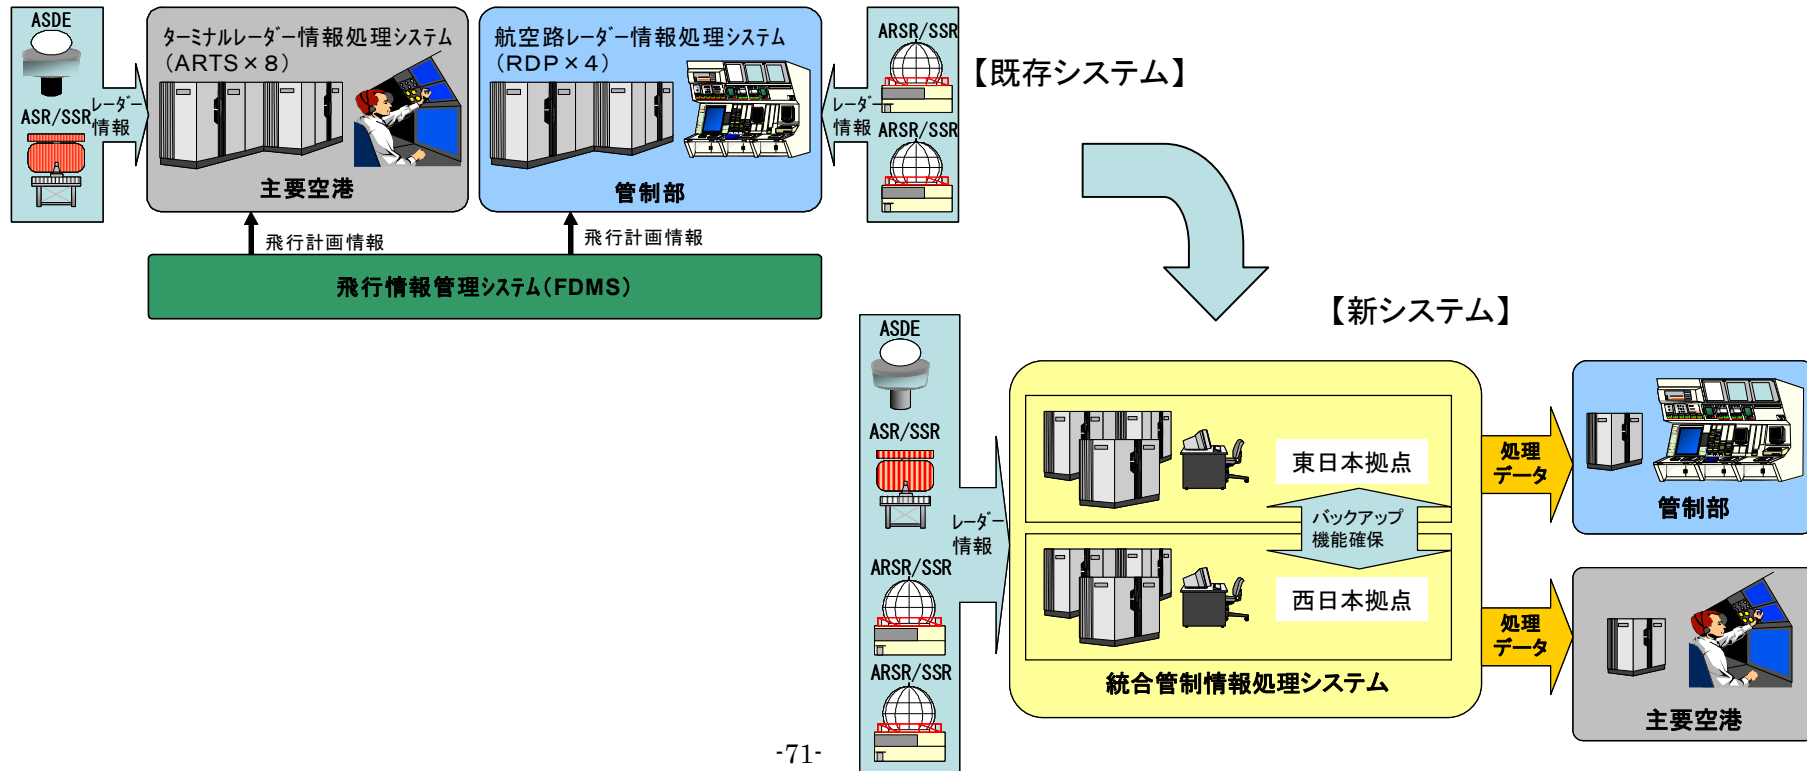 ASDE
ASR/SSR
レーダー
情報
ターミナルレーダー情報処理システム
(ARTS×8)
主要空港
航空路レーダー情報処理システム
(RDP×4)
管制部
ARSR/SSR
レーダー
情報
ARSR/SSR
【既存システム】
飛行計画情報
飛行計画情報
飛行情報管理システム(FDMS)
【新システム】
ASDE
ASR/SSR
レーダー
情報
ARSR/SSR
ARSR/SSR
東日本拠点
バックアップ
機能確保
西日本拠点
統合管制情報処理システム
処理
データ
管制部
処理
データ
主要空港
-71-